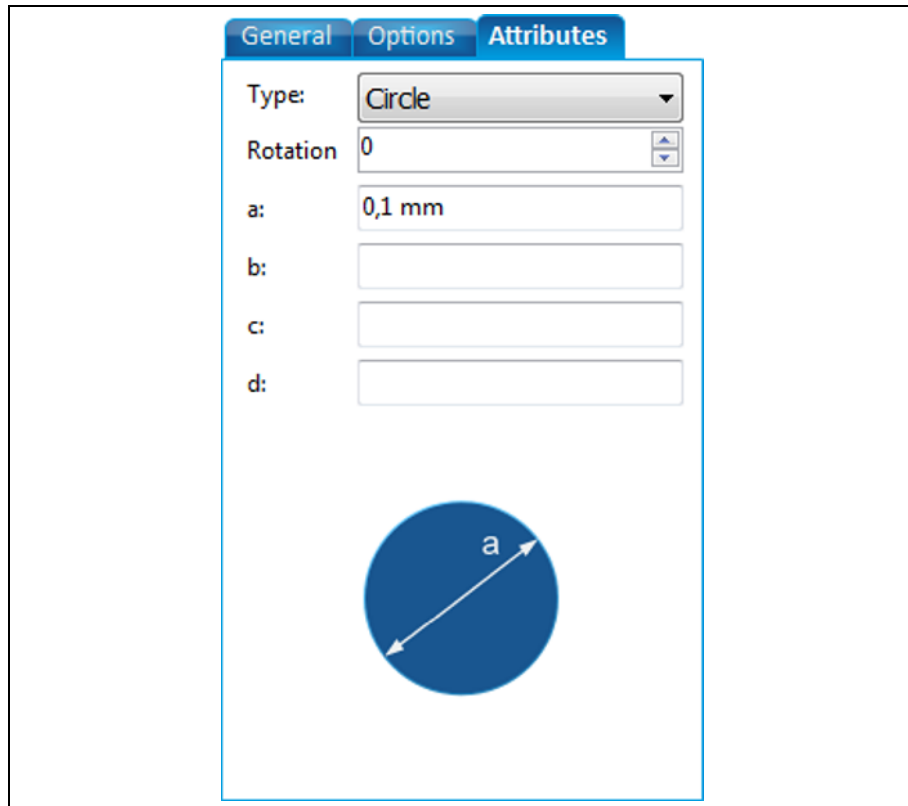 General Options Attributes
Type: Circle
Rotation 0
a: 0,1 mm
b:
c:
d:
a